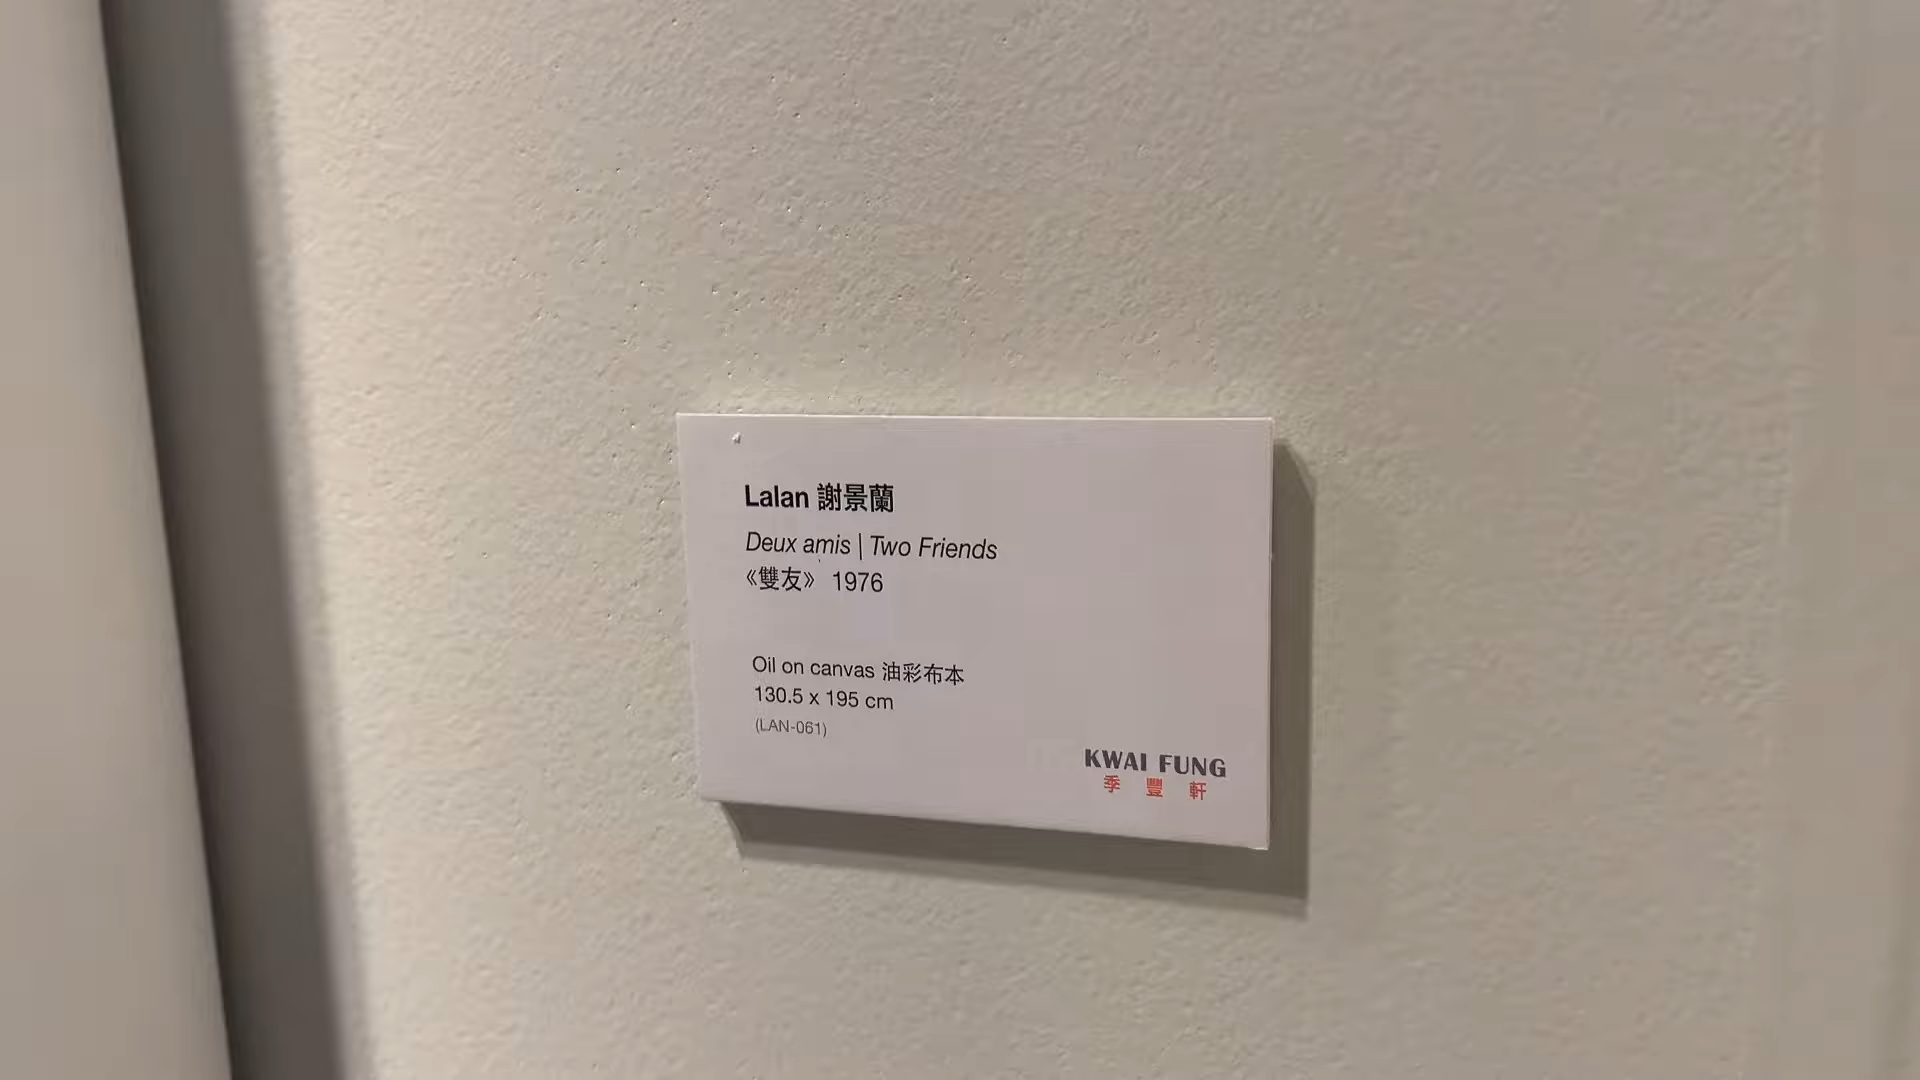 Lalan 謝景蘭
Deux amis | Two Friends
《雙友》 1976
Oil on canvas 油彩布本
130.5 x 195 cm
(LAN-061)
KWAI FUNG
季豐軒